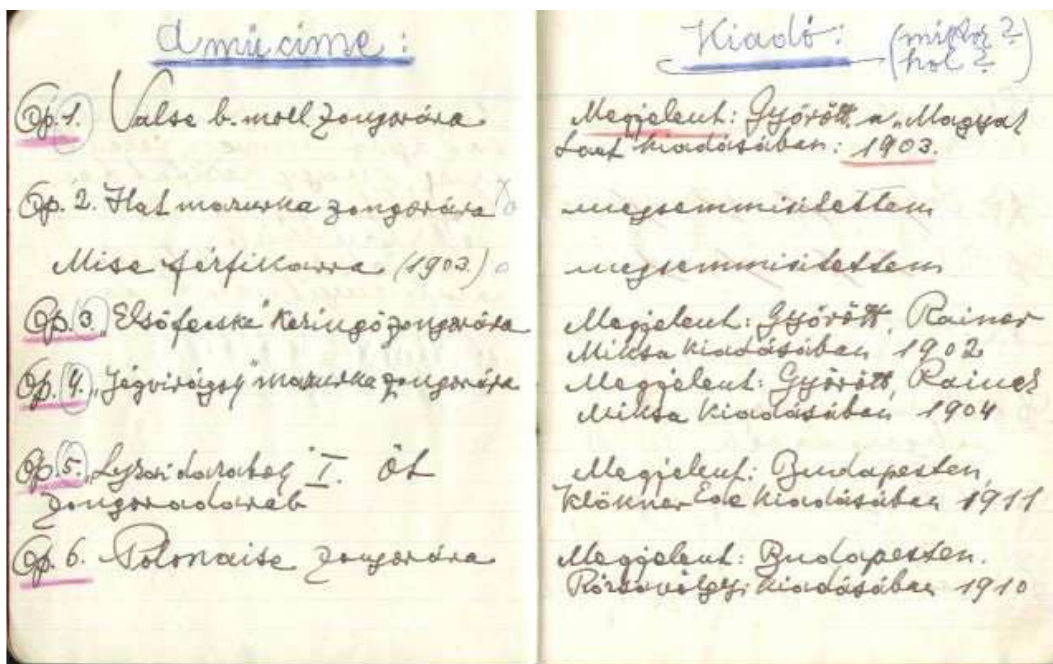 A mű címe:
Op. 1. Valse b-moll zongorára
Op. 2. Hat mazurka zongorára
Mise férfikarra (1903.)
Op. 3. "Elsőfecske" Keringő zongorára
Op. 4. "Jégvirágok" mazurka zongorára
Op. 5. "Lyrai darabok" I. öt
zongoradarab
Op. 6. Polonaise zongorára
Kiadó: (mikor?
hol?)
Megjelent: Győrött, a "Magyar
Lant" kiadásában: 1903.
megsemmisítettem
megsemmisítettem
Megjelent: Győrött, Rainer
Miksa kiadásában 1902
Megjelent: Győrött, Rainer
Miksa kiadásában, 1904
Megjelent: Budapesten,
Klökner Ede kiadásában 1911
Megjelent: Budapesten.
Rózsavölgyi kiadásában 1910